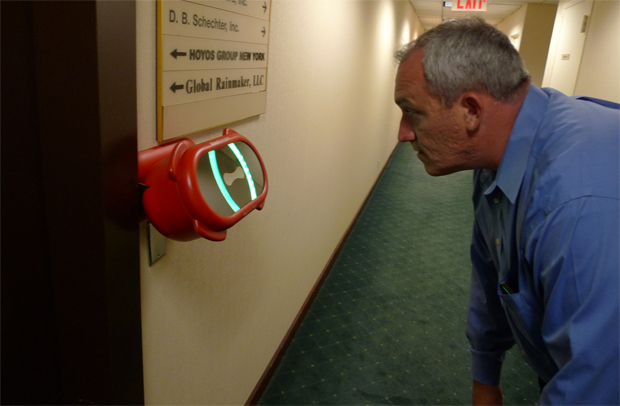 D. B. Schechter, Inc.
HOYOS GROUP NEW YORK
Global Rainmaker, LLC
EXIT